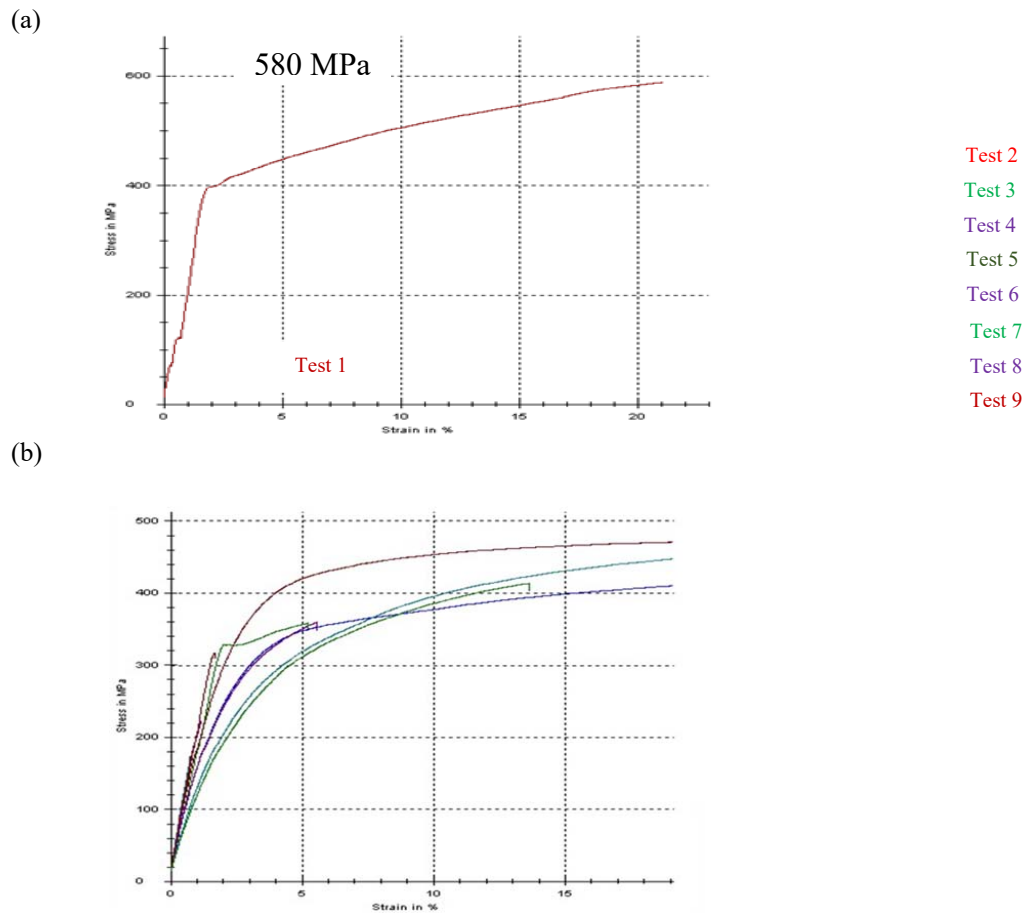 (a)
580 MPa
600
400
200
0
Stress in MPa
Test 1
0 5 10 15 20
Strain in %
Test 2
Test 3
Test 4
Test 5
Test 6
Test 7
Test 8
Test 9
(b)
500
400
300
200
100
0
Stress in MPa
0 5 10 15
Strain in %